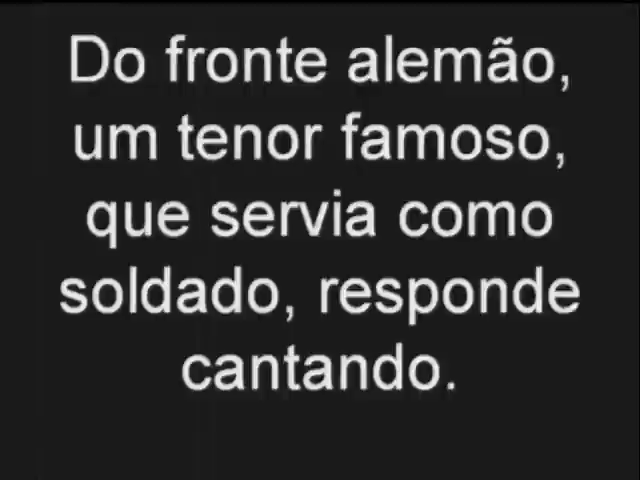 Do fronte alemão,
um tenor famoso,
que servia como
soldado, responde
cantando.